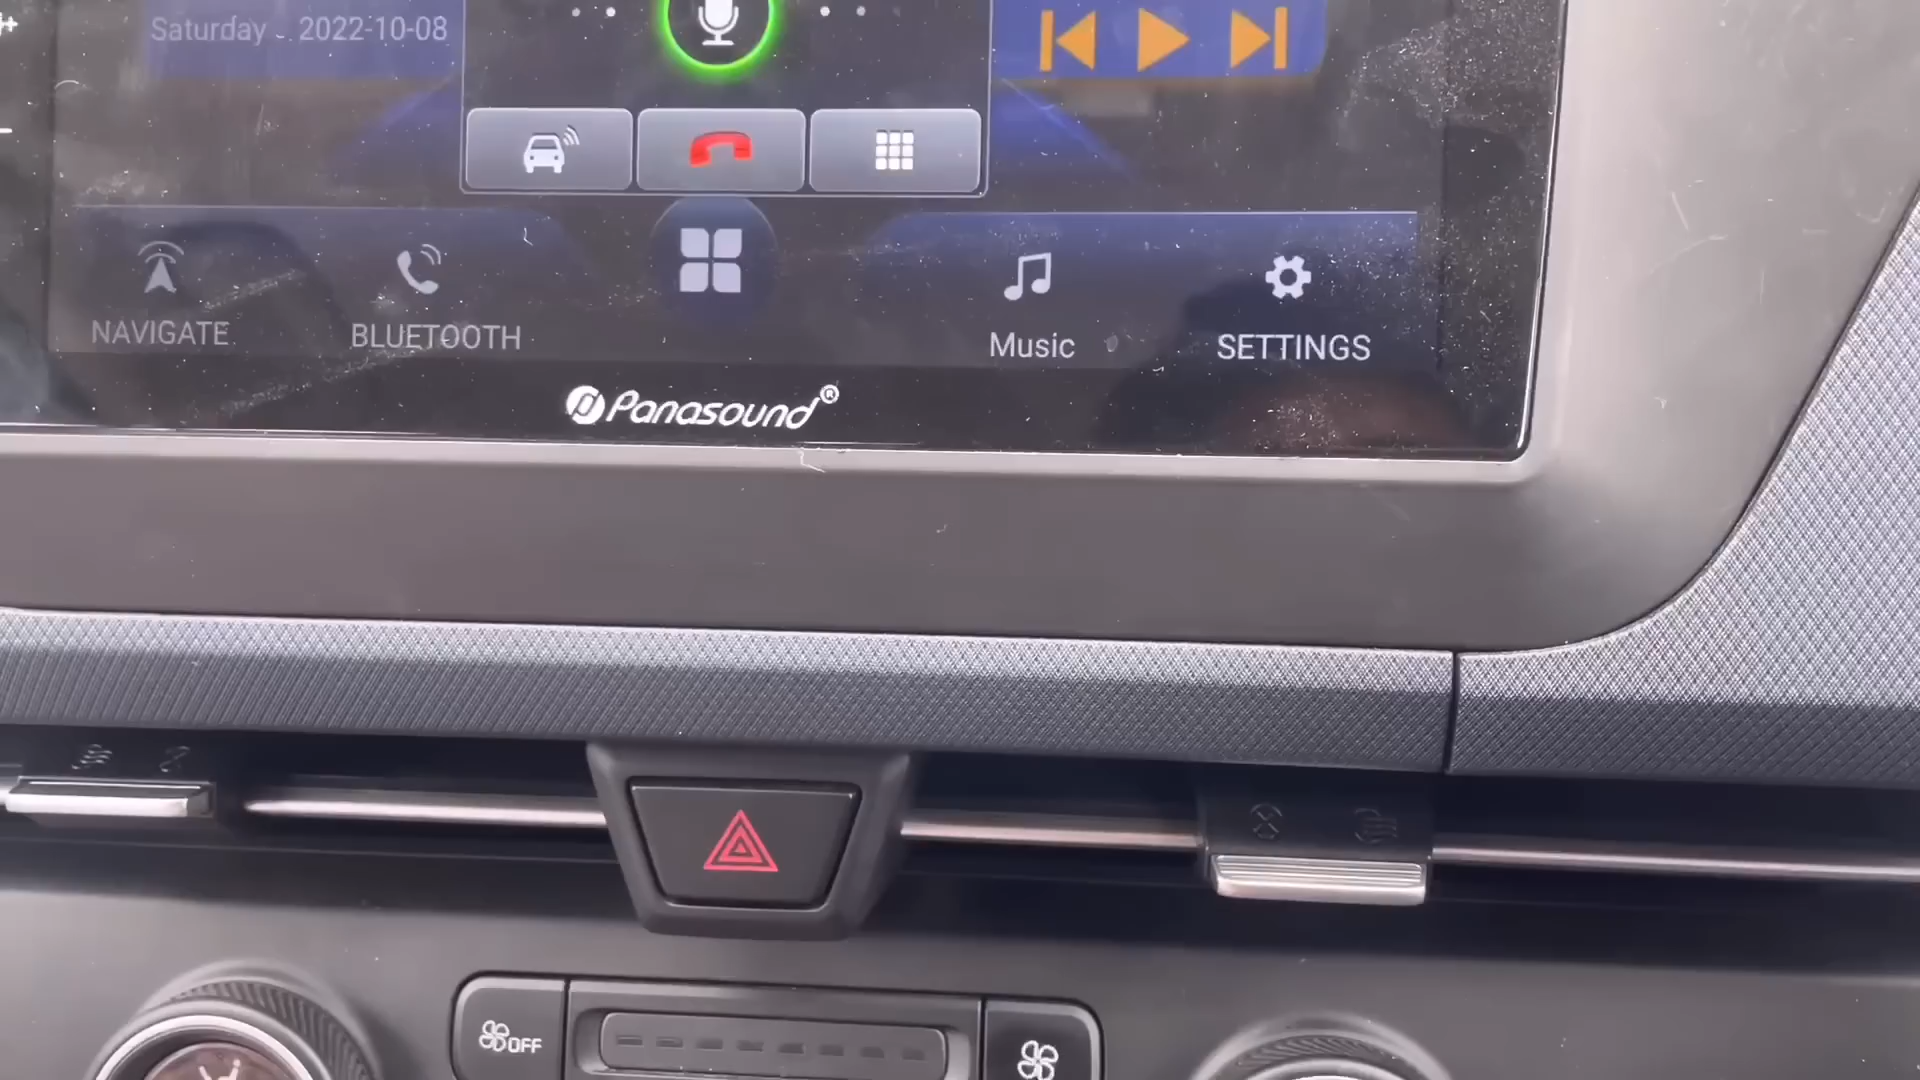 Saturday - 2022-10-08
NAVIGATE
BLUETOOTH
Music
SETTINGS
Panasound®
OFF